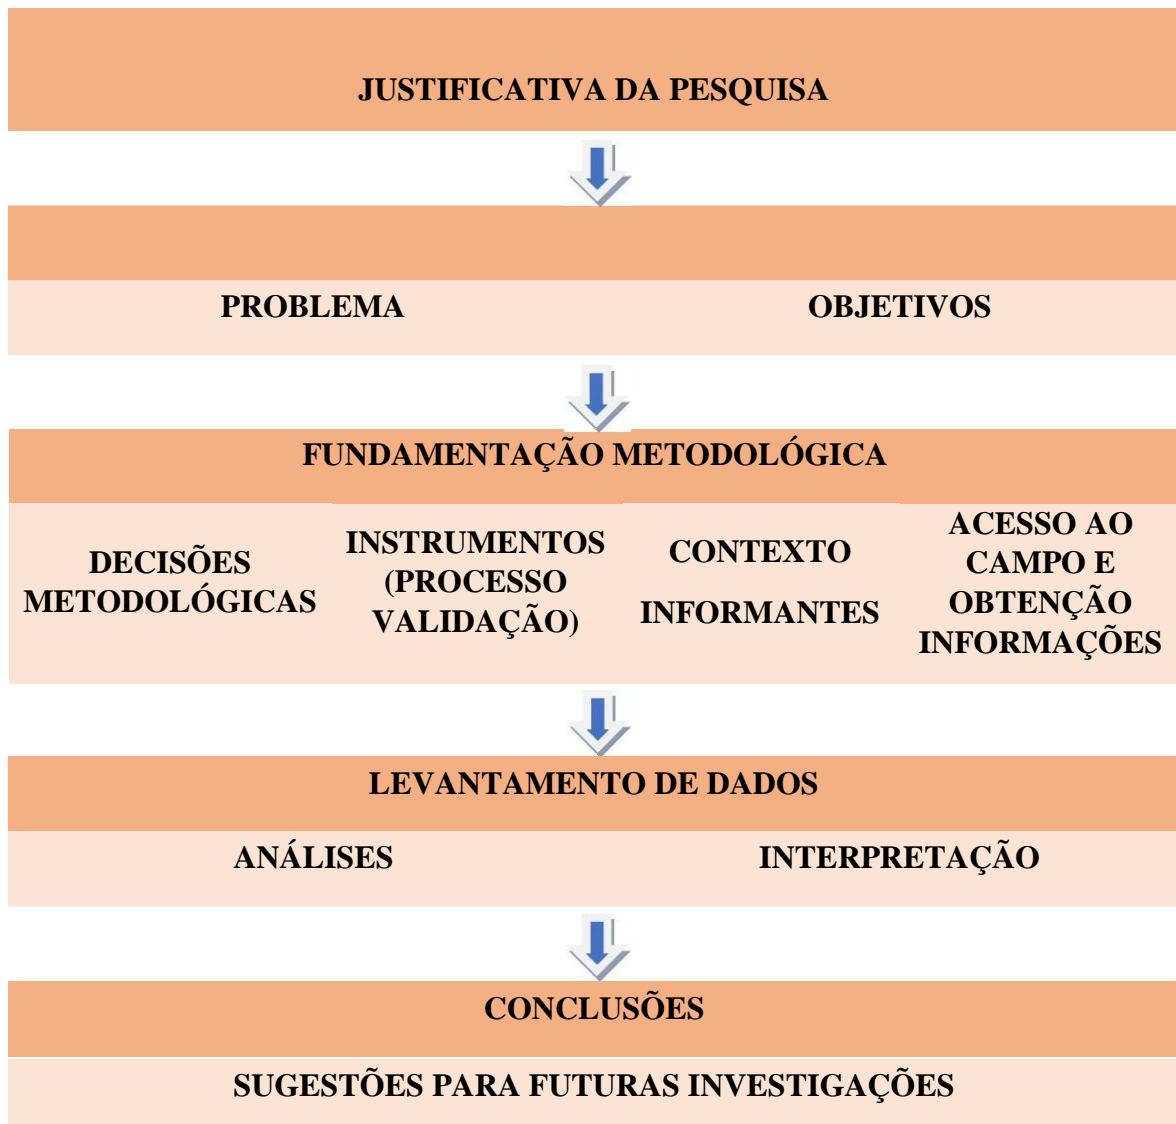 JUSTIFICATIVA DA PESQUISA
PROBLEMA
OBJETIVOS
FUNDAMENTAÇÃO METODOLÓGICA
DECISÕES
METODOLÓGICAS
INSTRUMENTOS
(PROCESSO
VALIDAÇÃO)
CONTEXTO
INFORMANTES
ACESSO AO
CAMPO E
OBTENÇÃO
INFORMAÇÕES
LEVANTAMENTO DE DADOS
ANÁLISES
INTERPRETAÇÃO
CONCLUSÕES
SUGESTÕES PARA FUTURAS INVESTIGAÇÕES